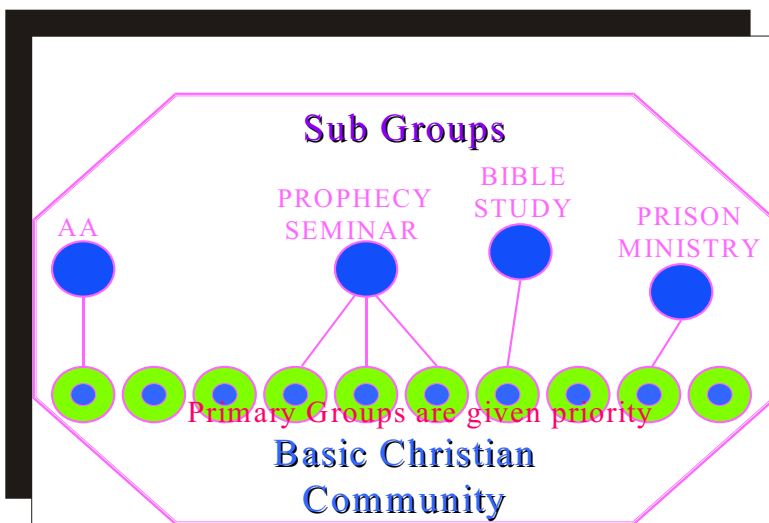 Sub Groups
AA
PROPHECY
SEMINAR
BIBLE
STUDY
PRISON
MINISTRY
Primary Groups are given priority
Basic Christian
Community